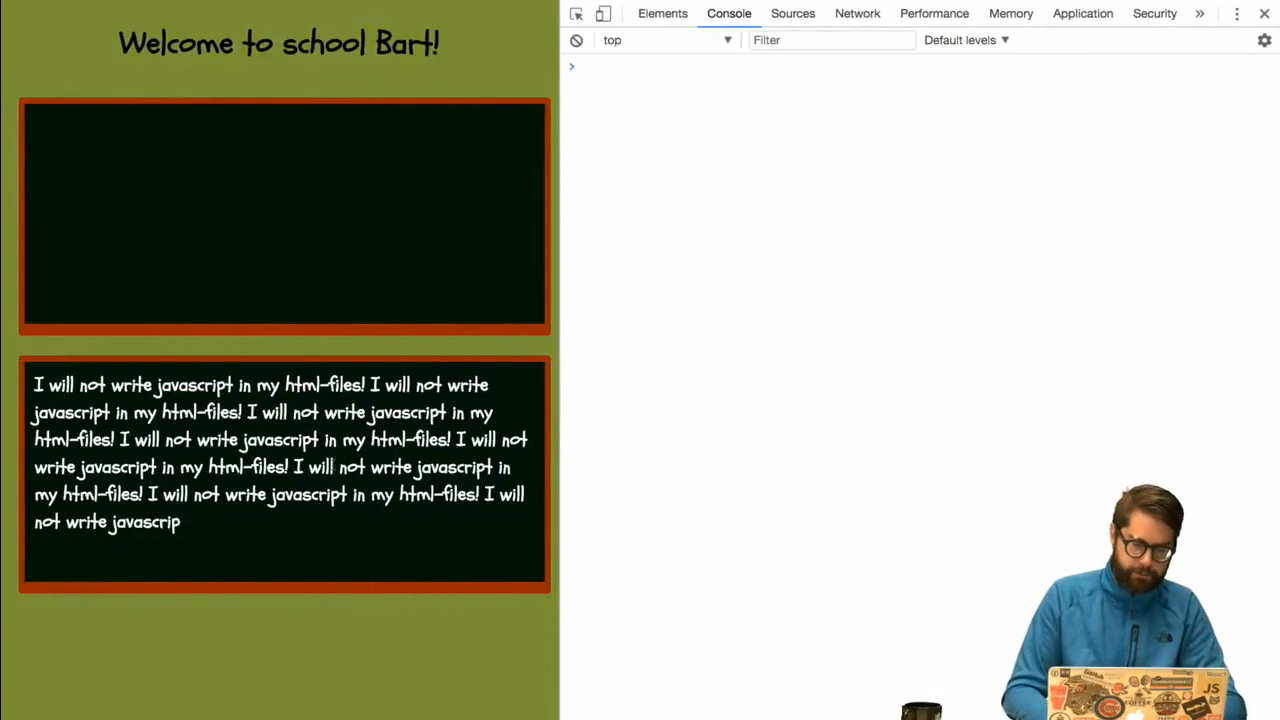 Welcome to school Bart!
Elements Console Sources Network Performance Memory Application Security »
top Filter Default levels
›
I will not write javascript in my html-files! I will not write
javascript in my html-files! I will not write javascript in my
html-files! I will not write javascript in my html-files! I will not
write javascript in my html-files! I will not write javascript in
my html-files! I will not write javascript in my html-files! I will
not write javascrip
GitHub
JS